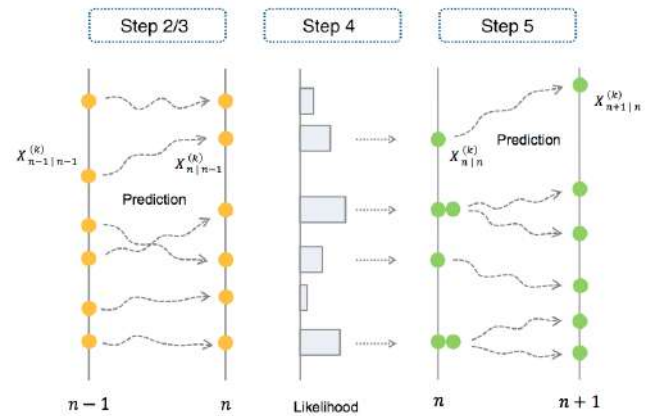 Step 2/3
Step 4
Step 5
X^{(k)}_{n-1|n-1}
X^{(k)}_{n|n-1}
Prediction
X^{(k)}_{n|n}
X^{(k)}_{n+1|n}
Prediction
n − 1
n
Likelihood
n
n + 1